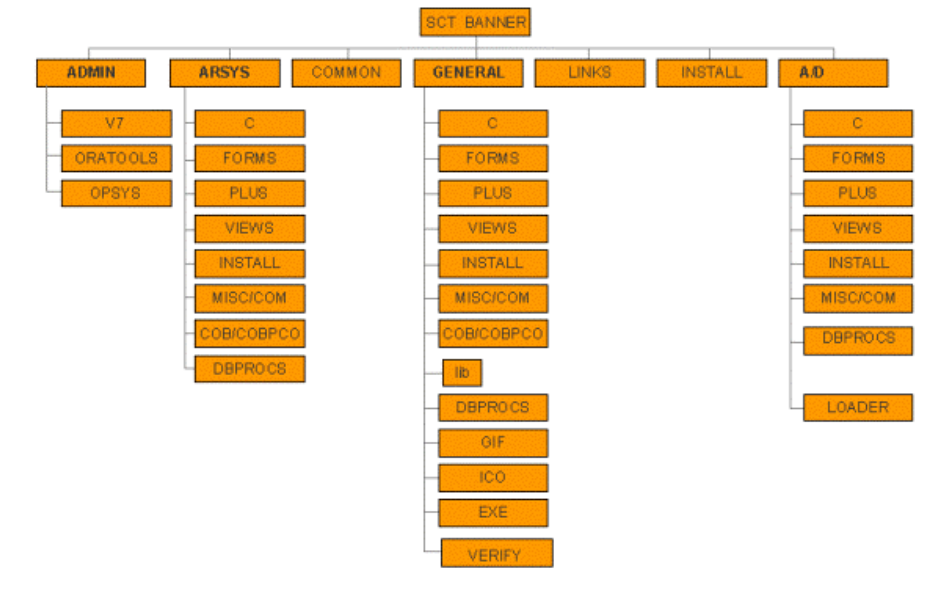 SCT BANNER
ADMIN
ARSYS
COMMON
GENERAL
LINKS
INSTALL
A/D
V7
ORATOOLS
OPSYS
C
FORMS
PLUS
VIEWS
INSTALL
MISC/COM
COB/COBPCO
DBPROCS
C
FORMS
PLUS
VIEWS
INSTALL
MISC/COM
COB/COBPCO
lib
DBPROCS
GIF
ICO
EXE
VERIFY
C
FORMS
PLUS
VIEWS
INSTALL
MISC/COM
DBPROCS
LOADER